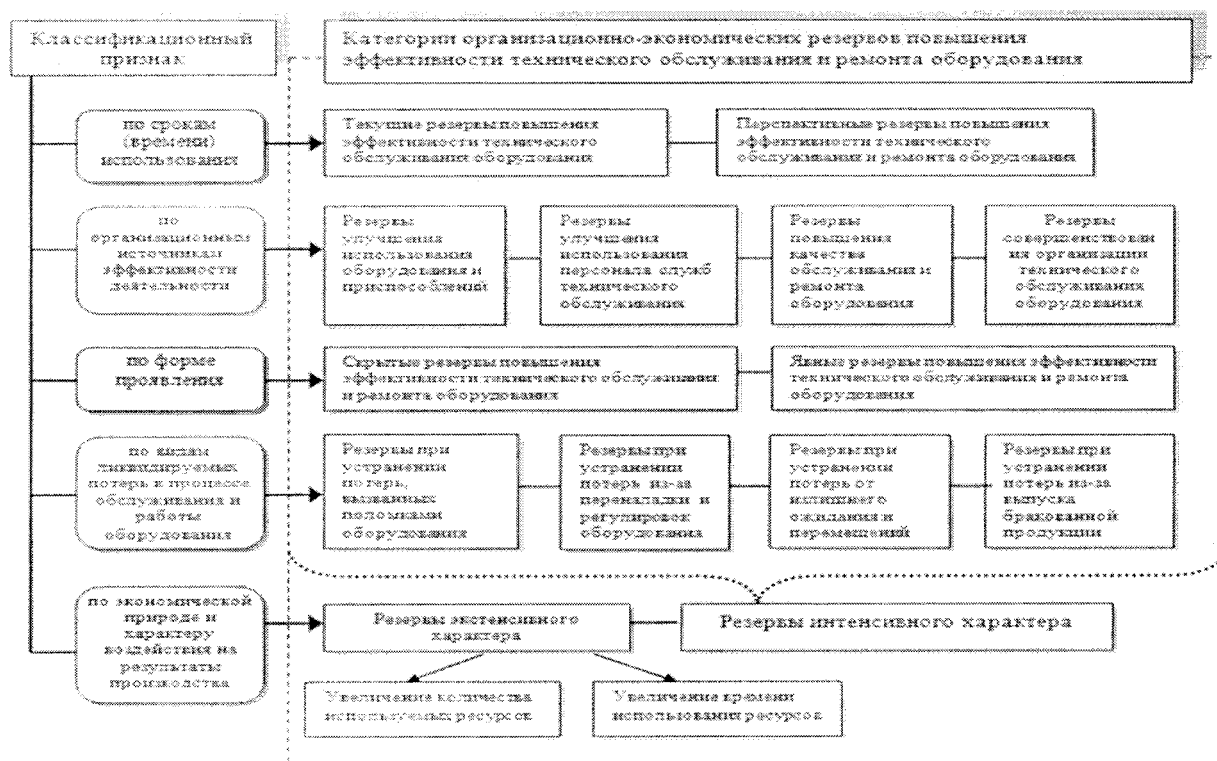 Классификационный
признак
Категории организационно-экономических резервов повышения
эффективности технического обслуживания и ремонта оборудования
по срокам
(времени)
использования
Текущие резервы повышения
эффективности технического
обслуживания оборудования
Перспективные резервы повышения
эффективности технического
обслуживания и ремонта оборудования
по
организационным
источникам
эффективности
деятельности
Резервы
улучшения
использования
оборудования и
приспособлений
Резервы
улучшения
использования
персонала служб
технического
обслуживания
Резервы
повышения
качества
обслуживания и
ремонта
оборудования
Резервы
совершенствован
ия организации
технического
обслуживания
оборудования
по форме
проявления
Скрытые резервы повышения
эффективности технического обслуживания
и ремонта оборудования
Явные резервы повышения эффективности
технического обслуживания и ремонта
оборудования
по видам
ликвидируемых
потерь в процессе
обслуживания и
работы
оборудования
Резервы при
устранении
потерь,
вызванных
поломками
оборудования
Резервы при
устранении
потерь из-за
переналадки и
регулировок
оборудования
Резервы при
устранении
потерь от
излишнего
ожидания и
перемещений
Резервы при
устранении
потерь из-за
выпуска
бракованной
продукции
по экономической
природе и
характеру
воздействия на
результаты
произволства
Резервы экстенсивного
характера
Резервы интенсивного характера
Увеличение количества
используемых ресурсов
Увеличение времени
использования ресурсов